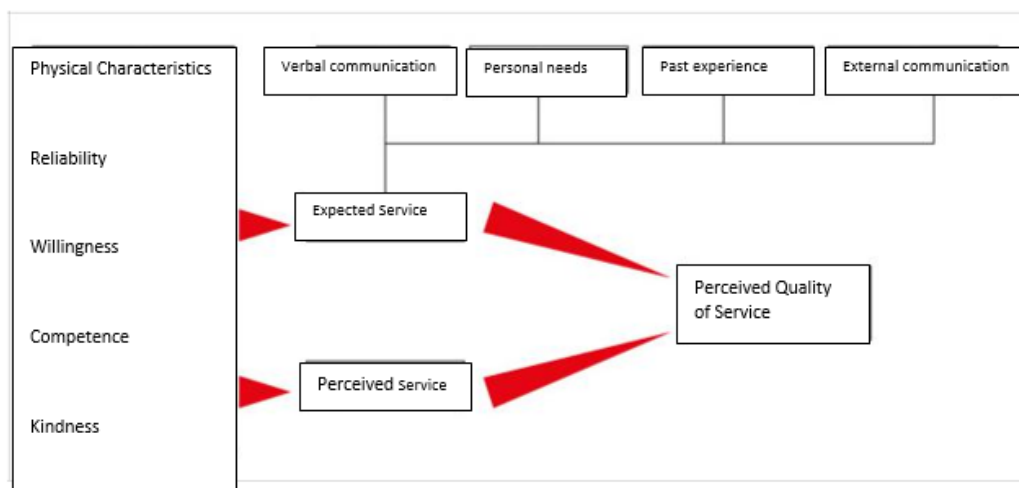 Physical Characteristics
Reliability
Willingness
Competence
Kindness
Verbal communication
Personal needs
Past experience
External communication
Expected Service
Perceived Service
Perceived Quality
of Service